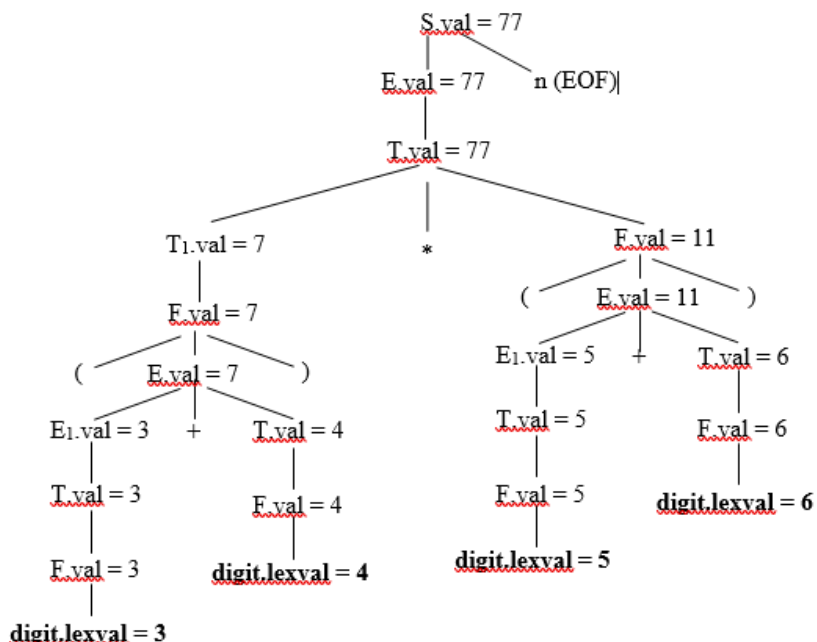 S.val = 77
E.val = 77 n (EOF)
T.val = 77
T₁.val = 7 * F.val = 11
( E.val = 11 )
F.val = 7
E₁.val = 5 + T.val = 6
( E.val = 7 )
T.val = 5 F.val = 6
E₁.val = 3 + T.val = 4
T.val = 3 F.val = 5 digit.lexval = 6
F.val = 4
digit.lexval = 5
F.val = 3 digit.lexval = 4
digit.lexval = 3